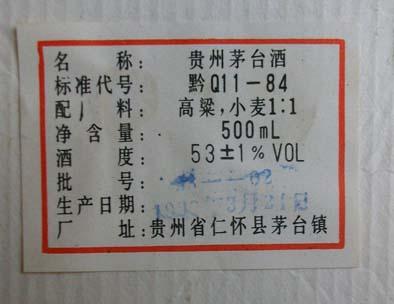 名 称: 贵州茅台酒
标准代号: 黔Q11-84
配 料: 高粱,小麦1:1
净 含 量: 500mL
酒 度: 53±1%VOL
批 号:
生产日期:
厂 址: 贵州省仁怀县茅台镇